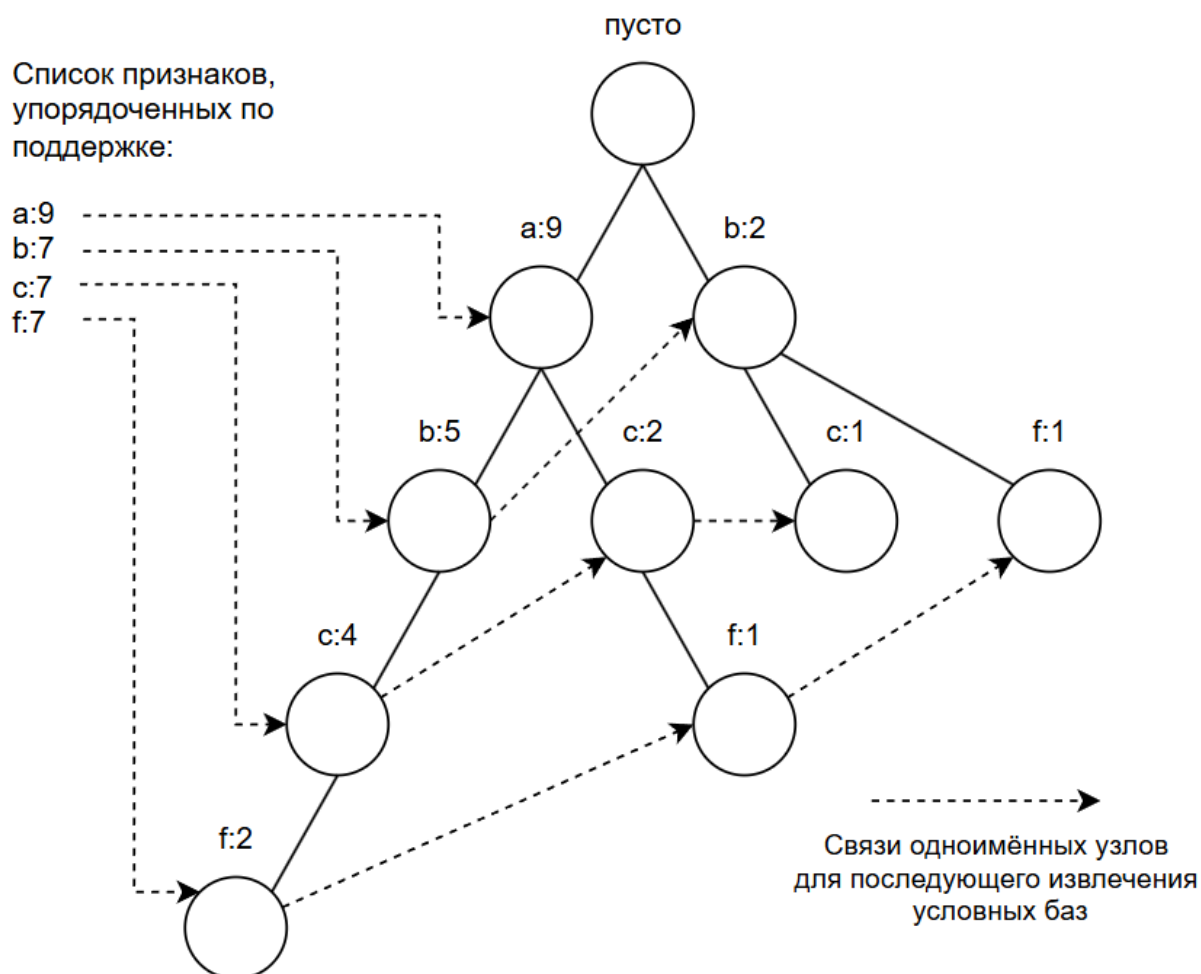 пусто
Список признаков,
упорядоченных по
поддержке:
a:9
b:7
c:7
f:7
a:9
b:2
b:5
c:2
c:1
f:1
c:4
f:1
f:2
Связи одноимённых узлов
для последующего извлечения
условных баз